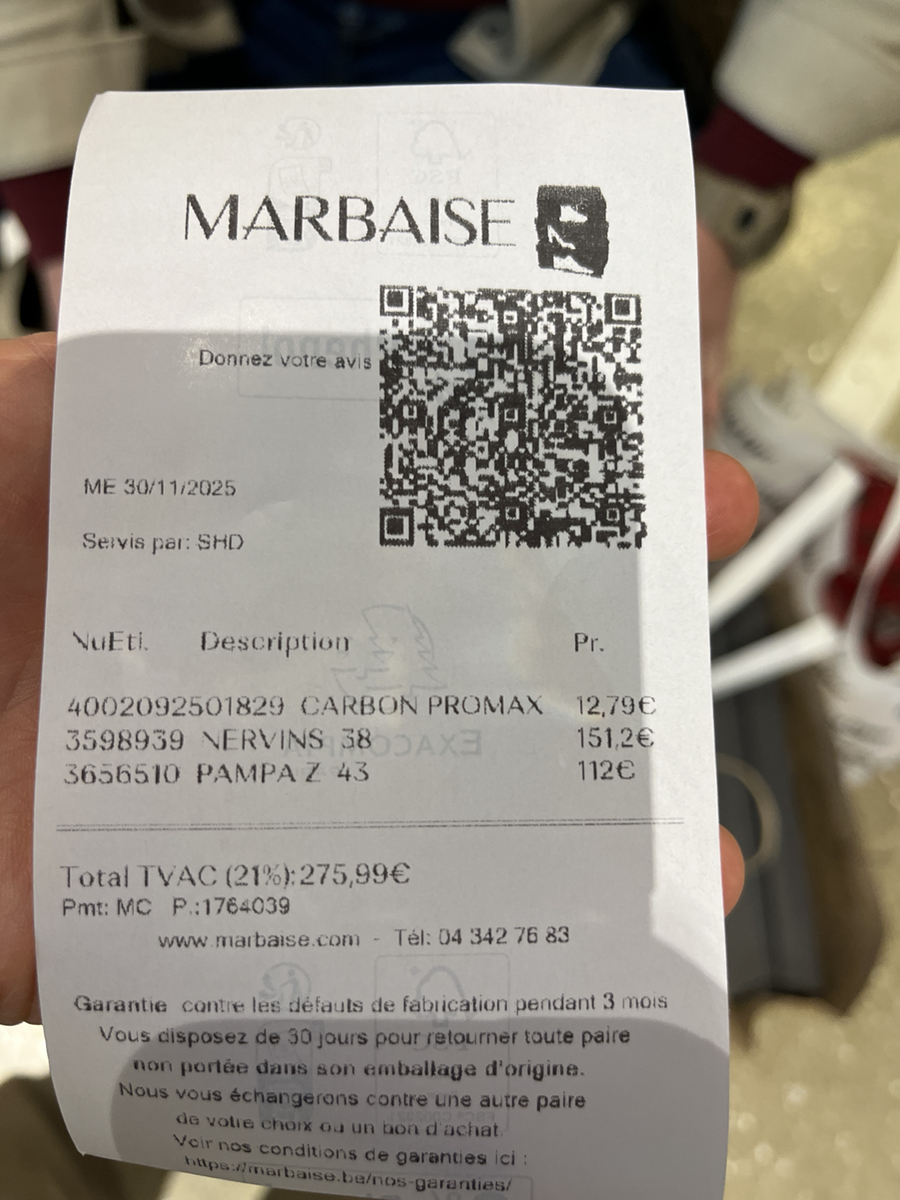 MARBAISE
Donnez votre avis
ME 30/11/2025
Servis par: SHD
NuEti. Description Pr.
4002092501829 CARBON PROMAX 12,79€
3598939 NERVINS 38 151,2€
3656510 PAMPA Z 43 112€
Total TVAC (21%):275,99€
Pmt: MC P.:1764039
www.marbaise.com - Tél: 04 342 76 83
Garantie contre les défauts de fabrication pendant 3 mois
Vous disposez de 30 jours pour retourner toute paire
non portée dans son emballage d'origine.
Nous vous échangerons contre une autre paire
de votre choix ou un bon d'achat.
Voir nos conditions de garanties ici :
https://marbaise.be/nos-garanties/
EXACOMPTA